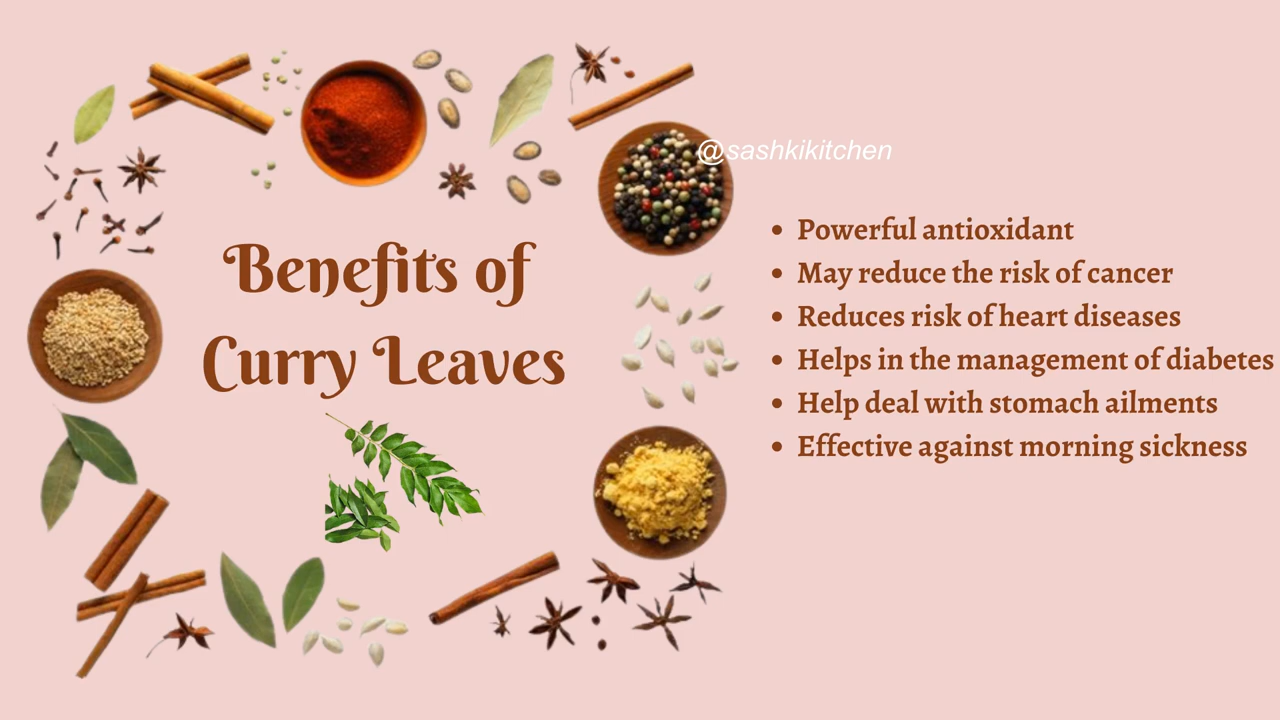 Benefits of
Curry Leaves
@sashkikitchen
• Powerful antioxidant
• May reduce the risk of cancer
• Reduces risk of heart diseases
• Helps in the management of diabetes
• Help deal with stomach ailments
• Effective against morning sickness